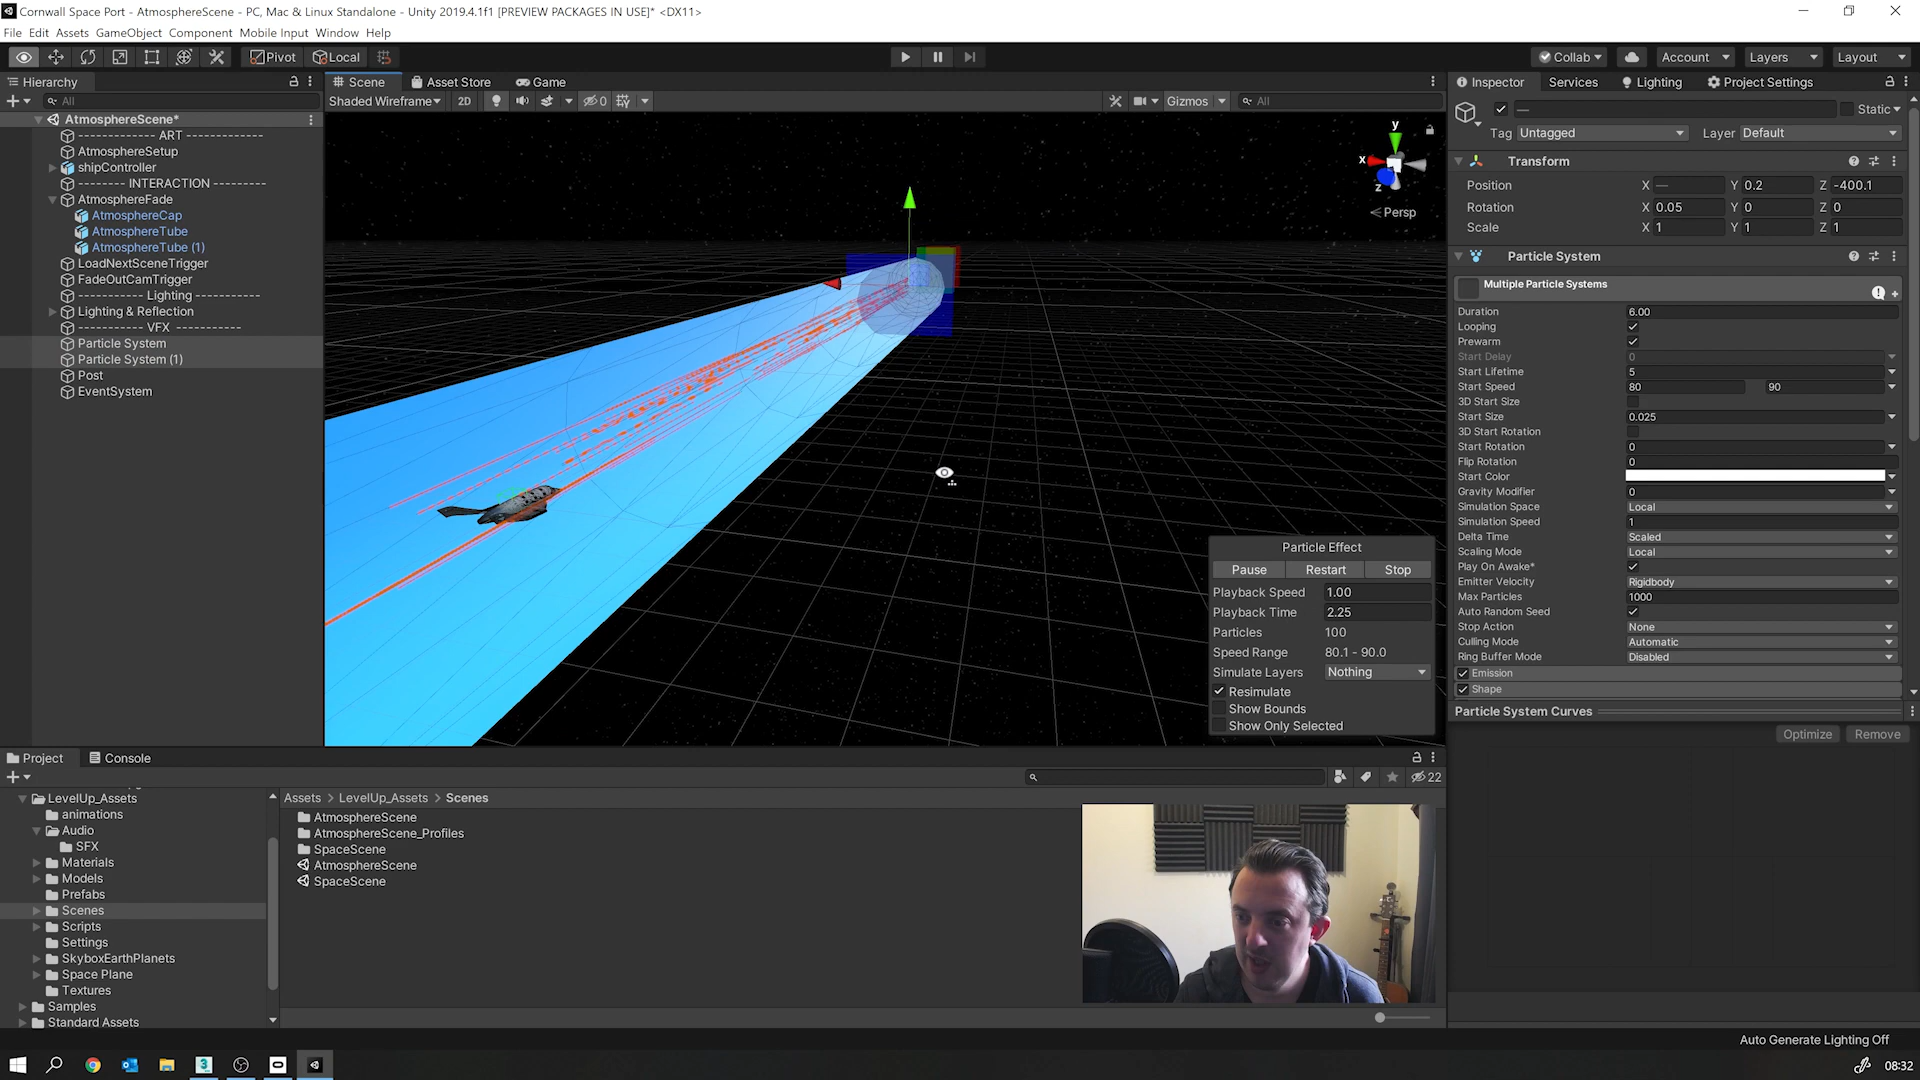 Cornwall Space Port - AtmosphereScene - PC, Mac & Linux Standalone - Unity 2019.4.1f1 [PREVIEW PACKAGES IN USE]* <DX11>
File Edit Assets GameObject Component Mobile Input Window Help
Pivot Local Collab Account Layers Layout
Hierarchy
All
AtmosphereScene*
------------- ART -------------
AtmosphereSetup
shipController
-------- INTERACTION ---------
AtmosphereFade
AtmosphereCap
AtmosphereTube
AtmosphereTube (1)
LoadNextSceneTrigger
FadeOutCamTrigger
----------- Lighting -----------
Lighting & Reflection
----------- VFX -----------
Particle System
Particle System (1)
Post
EventSystem
Scene Asset Store Game
Shaded Wireframe 2D 0 Gizmos All
y
x
z
Persp
Particle Effect
Pause Restart Stop
Playback Speed 1.00
Playback Time 2.25
Particles 100
Speed Range 80.1 - 90.0
Simulate Layers Nothing
Resimulate
Show Bounds
Show Only Selected
Inspector Services Lighting Project Settings
— Static
Tag Untagged Layer Default
Transform
Position X — Y 0.2 Z -400.1
Rotation X 0.05 Y 0 Z 0
Scale X 1 Y 1 Z 1
Particle System
Multiple Particle Systems
Duration 6.00
Looping
Prewarm
Start Delay 0
Start Lifetime 5
Start Speed 80 90
3D Start Size
Start Size 0.025
3D Start Rotation
Start Rotation 0
Flip Rotation 0
Start Color
Gravity Modifier 0
Simulation Space Local
Simulation Speed 1
Delta Time Scaled
Scaling Mode Local
Play On Awake*
Emitter Velocity Rigidbody
Max Particles 1000
Auto Random Seed
Stop Action None
Culling Mode Automatic
Ring Buffer Mode Disabled
Emission
Shape
Particle System Curves
Optimize Remove
Project Console
22
LevelUp_Assets
animations
Audio
SFX
Materials
Models
Prefabs
Scenes
Scripts
Settings
SkyboxEarthPlanets
Space Plane
Textures
Samples
Standard Assets
Assets > LevelUp_Assets > Scenes
AtmosphereScene
AtmosphereScene_Profiles
SpaceScene
AtmosphereScene
SpaceScene
Auto Generate Lighting Off
08:32